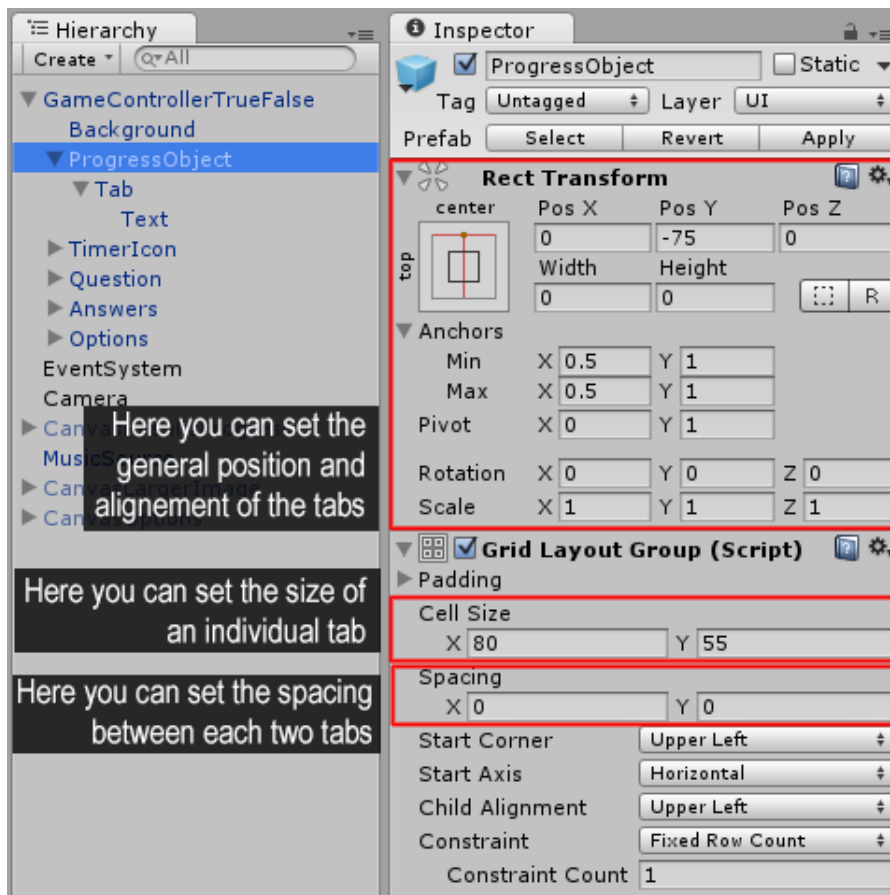 Hierarchy
Create
All
GameControllerTrueFalse
Background
ProgressObject
Tab
Text
TimerIcon
Question
Answers
Options
EventSystem
Camera
Here you can set the
general position and
alignement of the tabs
Here you can set the size of
an individual tab
Here you can set the spacing
between each two tabs
Inspector
ProgressObject Static
Tag Untagged Layer UI
Prefab Select Revert Apply
Rect Transform
center Pos X Pos Y Pos Z
top 0 -75 0
Width Height
0 0 R
Anchors
Min X 0.5 Y 1
Max X 0.5 Y 1
Pivot X 0 Y 1
Rotation X 0 Y 0 Z 0
Scale X 1 Y 1 Z 1
Grid Layout Group (Script)
Padding
Cell Size
X 80 Y 55
Spacing
X 0 Y 0
Start Corner Upper Left
Start Axis Horizontal
Child Alignment Upper Left
Constraint Fixed Row Count
Constraint Count 1